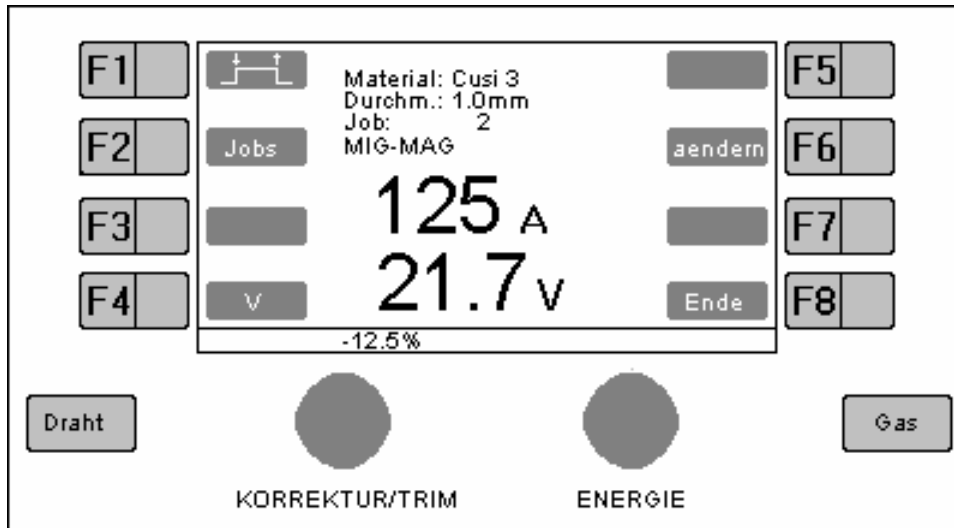 F1
Material: Cusi 3
F5
Durchm.: 1.0mm
Job: 2
F2
Jobs
MIG-MAG
aendern
F6
125 A
F3
F7
21.7 V
F4
V
Ende
F8
-12.5%
Draht
Gas
KORREKTUR/TRIM
ENERGIE